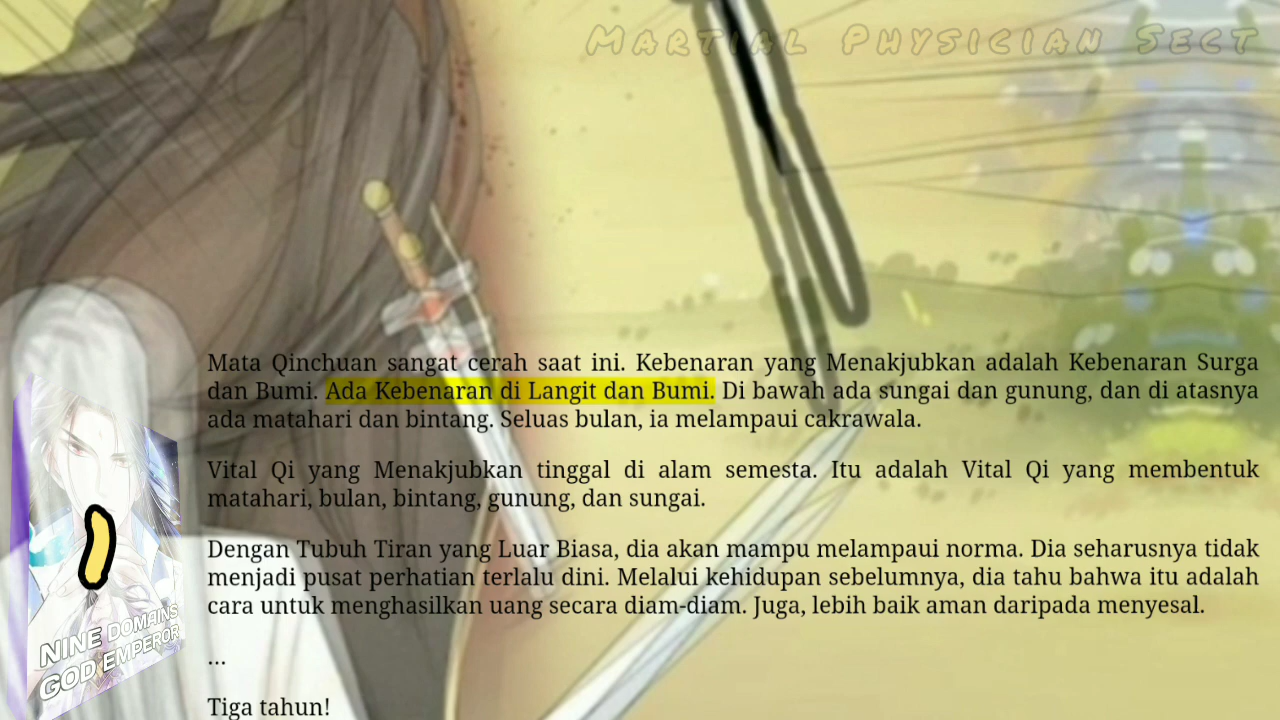 Martial Physician Sect
Mata Qinchuan sangat cerah saat ini. Kebenaran yang Menakjubkan adalah Kebenaran Surga
dan Bumi. Ada Kebenaran di Langit dan Bumi. Di bawah ada sungai dan gunung, dan di atasnya
ada matahari dan bintang. Seluas bulan, ia melampaui cakrawala.
Vital Qi yang Menakjubkan tinggal di alam semesta. Itu adalah Vital Qi yang membentuk
matahari, bulan, bintang, gunung, dan sungai.
Dengan Tubuh Tiran yang Luar Biasa, dia akan mampu melampaui norma. Dia seharusnya tidak
menjadi pusat perhatian terlalu dini. Melalui kehidupan sebelumnya, dia tahu bahwa itu adalah
cara untuk menghasilkan uang secara diam-diam. Juga, lebih baik aman daripada menyesal.
...
Tiga tahun!
NINE DOMAINS
GOD EMPEROR